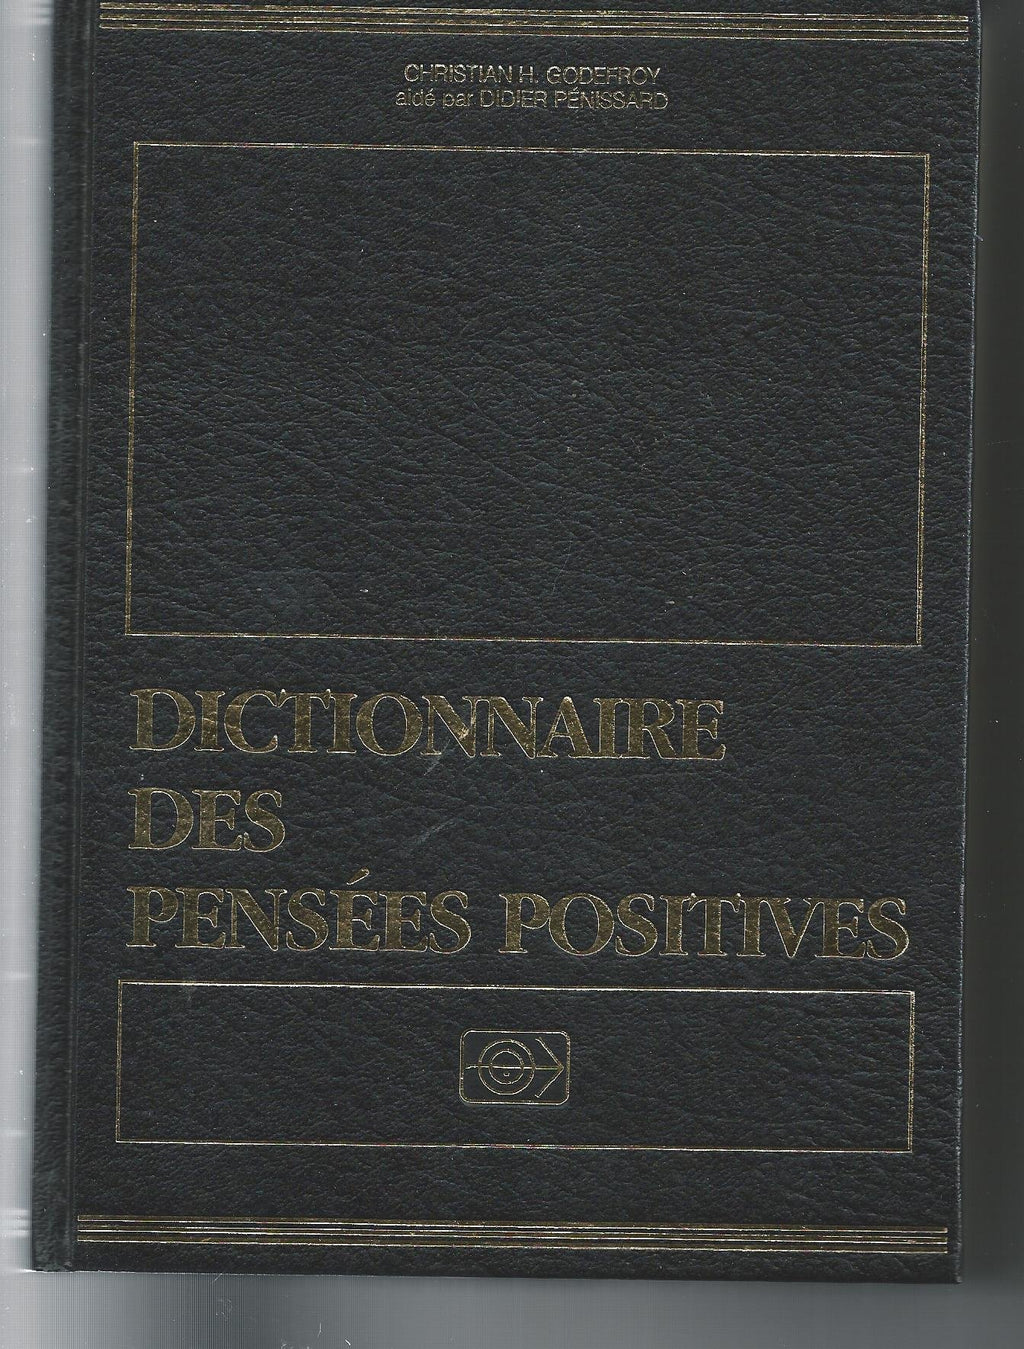 CHRISTIAN H. GODEFROY
aidé par DIDIER PÉNISSARD
DICTIONNAIRE
DES
PENSÉES POSITIVES